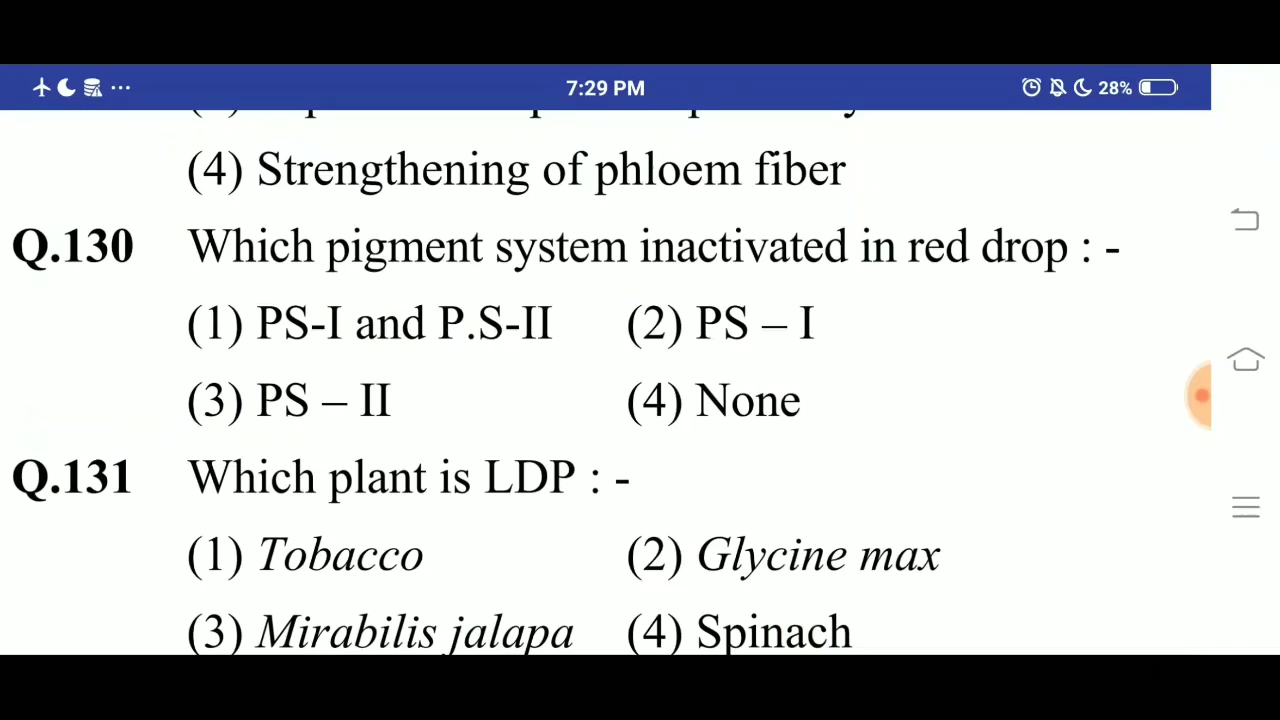 7:29 PM 28%
(4) Strengthening of phloem fiber
Q.130 Which pigment system inactivated in red drop : -
(1) PS-I and P.S-II (2) PS – I
(3) PS – II (4) None
Q.131 Which plant is LDP : -
(1) Tobacco (2) Glycine max
(3) Mirabilis jalapa (4) Spinach